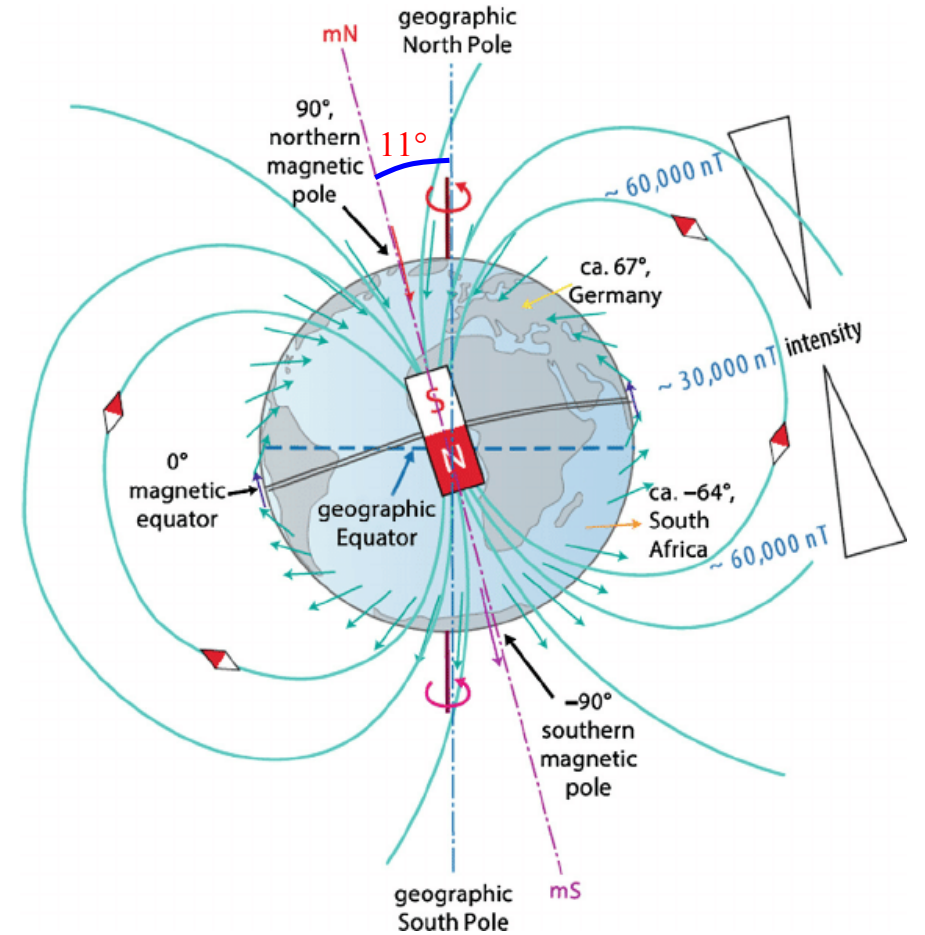 geographic
North Pole
mN
90°,
northern
magnetic
pole
11°
~ 60,000 nT
ca. 67°,
Germany
intensity
~ 30,000 nT
S
N
0°
magnetic
equator
geographic
Equator
ca. –64°,
South
Africa
~ 60,000 nT
–90°
southern
magnetic
pole
mS
geographic
South Pole